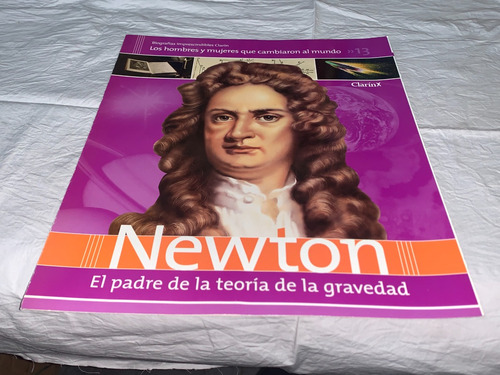 Biografías Imprescindibles Clarín
Los hombres y mujeres que cambiaron al mundo n°13
Clarín X
Newton
El padre de la teoría de la gravedad